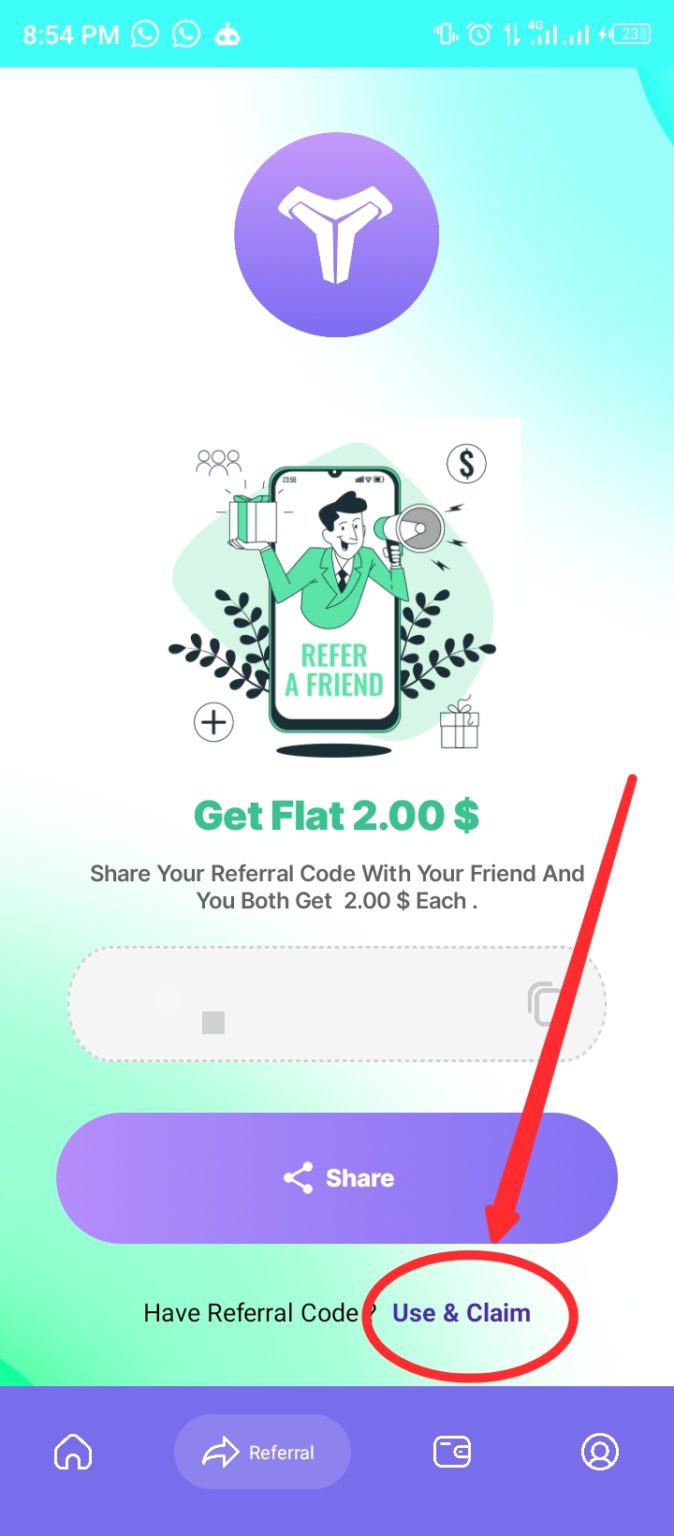 8:54 PM
4G
23
23:56
REFER
A FRIEND
Get Flat 2.00 $
Share Your Referral Code With Your Friend And
You Both Get 2.00 $ Each .
Share
Have Referral Code ? Use & Claim
Referral